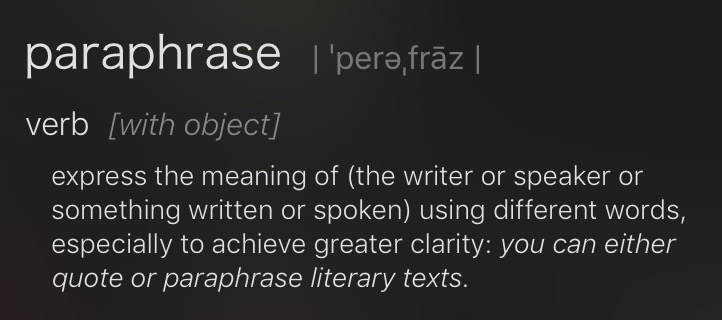 paraphrase | ˈperəˌfrāz |
verb [with object]
express the meaning of (the writer or speaker or
something written or spoken) using different words,
especially to achieve greater clarity: you can either
quote or paraphrase literary texts.